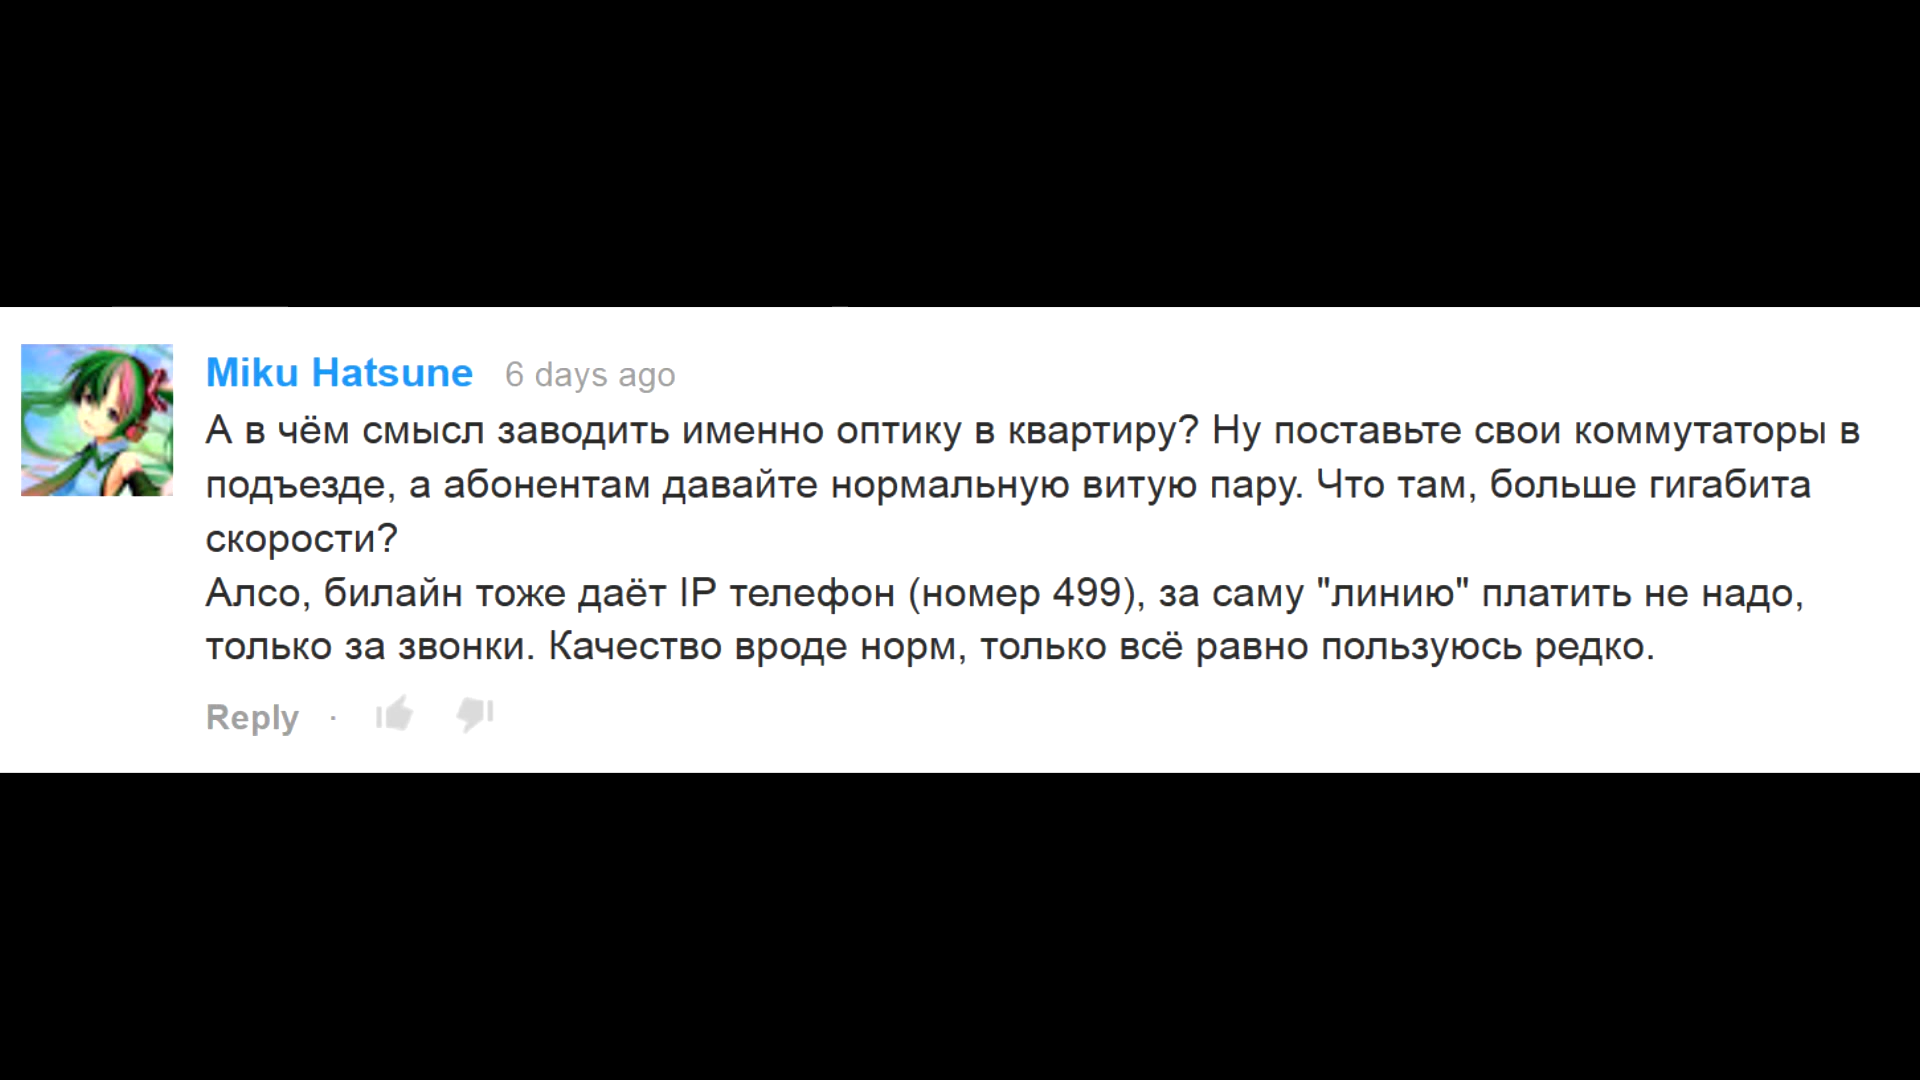 Miku Hatsune 6 days ago
А в чём смысл заводить именно оптику в квартиру? Ну поставьте свои коммутаторы в
подъезде, а абонентам давайте нормальную витую пару. Что там, больше гигабита
скорости?
Алсо, билайн тоже даёт IP телефон (номер 499), за саму "линию" платить не надо,
только за звонки. Качество вроде норм, только всё равно пользуюсь редко.
Reply ·